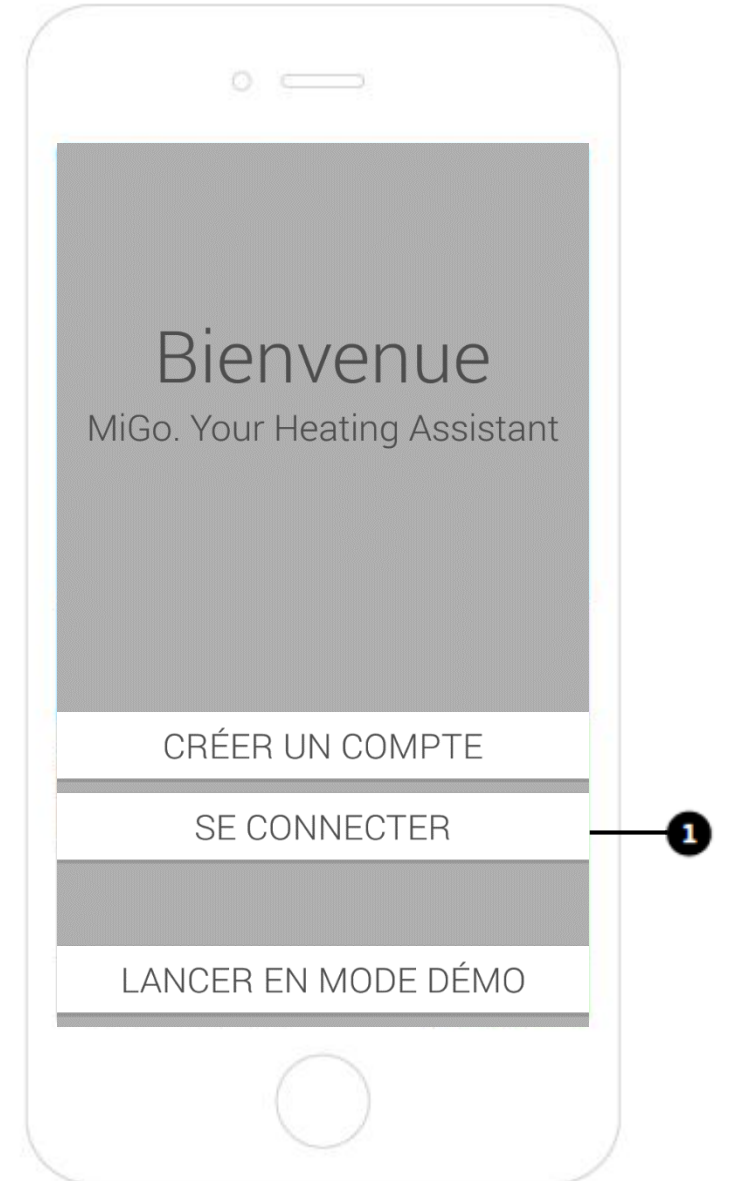 Bienvenue
MiGo. Your Heating Assistant
CRÉER UN COMPTE
SE CONNECTER
1
LANCER EN MODE DÉMO